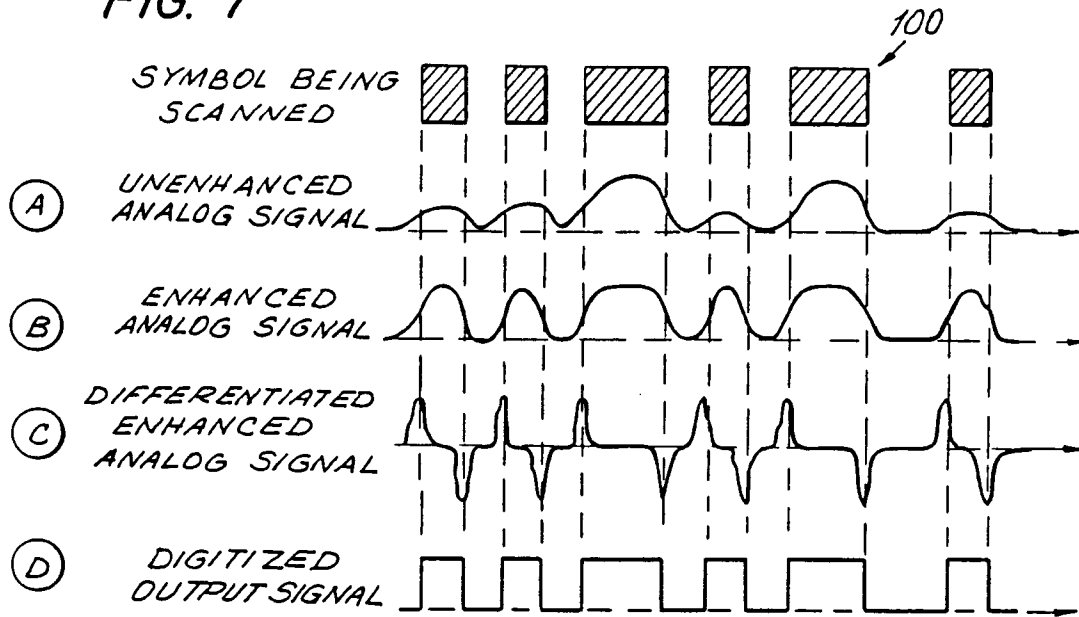 FIG. 7
100
SYMBOL BEING
SCANNED
A
UNENHANCED
ANALOG SIGNAL
B
ENHANCED
ANALOG SIGNAL
C
DIFFERENTIATED
ENHANCED
ANALOG SIGNAL
D
DIGITIZED
OUTPUT SIGNAL